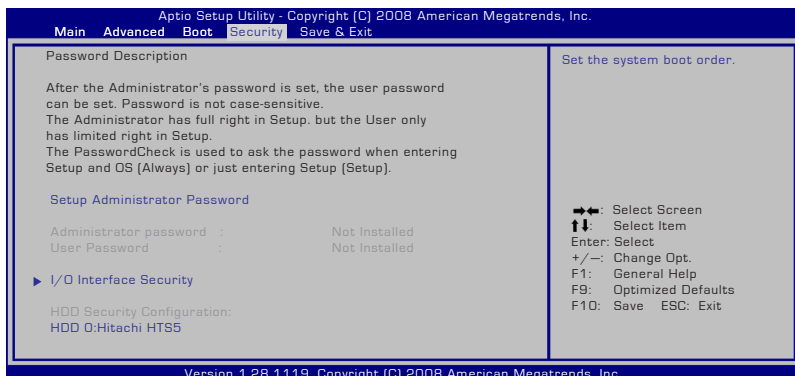 Aptio Setup Utility - Copyright (C) 2008 American Megatrends, Inc.
Main Advanced Boot Security Save & Exit
Password Description
After the Administrator's password is set, the user password
can be set. Password is not case-sensitive.
The Administrator has full right in Setup. but the User only
has limited right in Setup.
The PasswordCheck is used to ask the password when entering
Setup and OS (Always) or just entering Setup (Setup).
Setup Administrator Password
Administrator password : Not Installed
User Password : Not Installed
I/O Interface Security
HDD Security Configuration:
HDD 0:Hitachi HTS5
Set the system boot order.
→←: Select Screen
↑↓: Select Item
Enter: Select
+/—: Change Opt.
F1: General Help
F9: Optimized Defaults
F10: Save ESC: Exit
Version 1.28.1119. Copyright (C) 2008 American Megatrends, Inc.